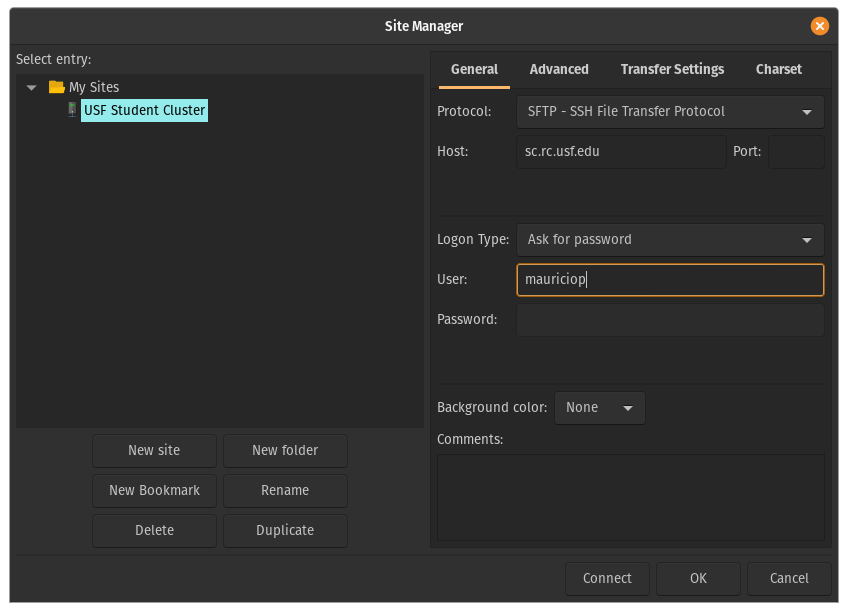 Site Manager
Select entry:
My Sites
USF Student Cluster
New site
New folder
New Bookmark
Rename
Delete
Duplicate
General
Advanced
Transfer Settings
Charset
Protocol:
SFTP - SSH File Transfer Protocol
Host:
sc.rc.usf.edu
Port:
Logon Type:
Ask for password
User:
mauriciop
Password:
Background color:
None
Comments:
Connect
OK
Cancel